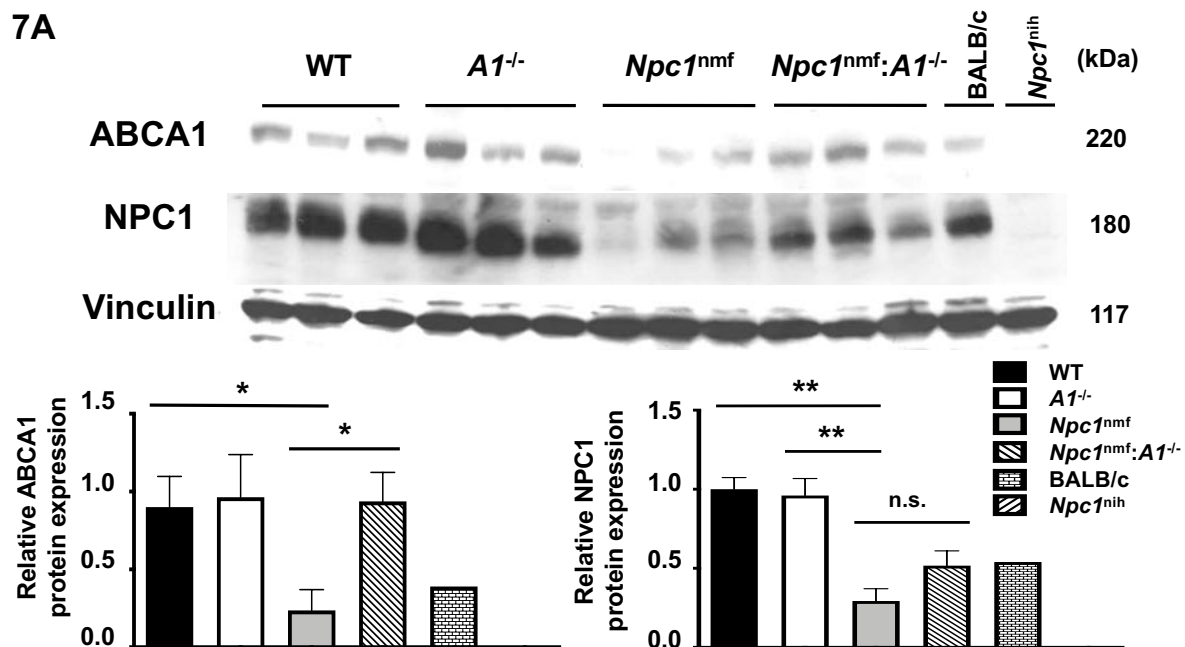 7A
WT A1-/- Npc1nmf Npc1nmf:A1-/- BALB/c Npc1nih (kDa)
ABCA1 220
NPC1 180
Vinculin 117
Relative ABCA1
protein expression
1.5
1.0
0.5
0.0
*
*
Relative NPC1
protein expression
1.5
1.0
0.5
0.0
**
**
n.s.
WT
A1-/-
Npc1nmf
Npc1nmf:A1-/-
BALB/c
Npc1nih